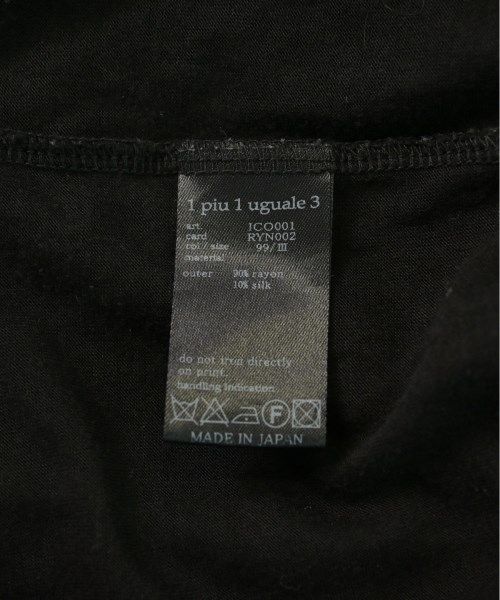 1 piu 1 uguale 3
art. JCO001
card RYN002
col / size 99/III
material
outer 90% rayon
10% silk
do not iron directly
on print.
handling indication
F
MADE IN JAPAN